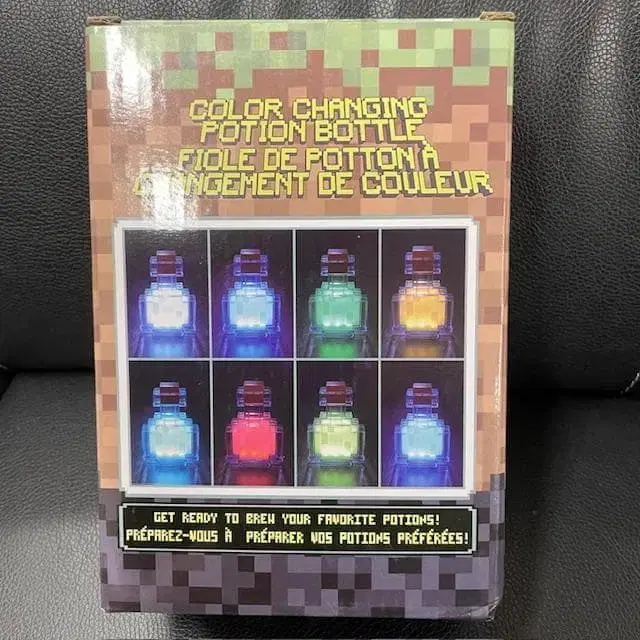 COLOR CHANGING
POTION BOTTLE
FIOLE DE POTTON À
CHANGEMENT DE COULEUR
GET READY TO BREW YOUR FAVORITE POTIONS!
PRÉPAREZ-VOUS À PRÉPARER VOS POTIONS PRÉFÉRÉES!